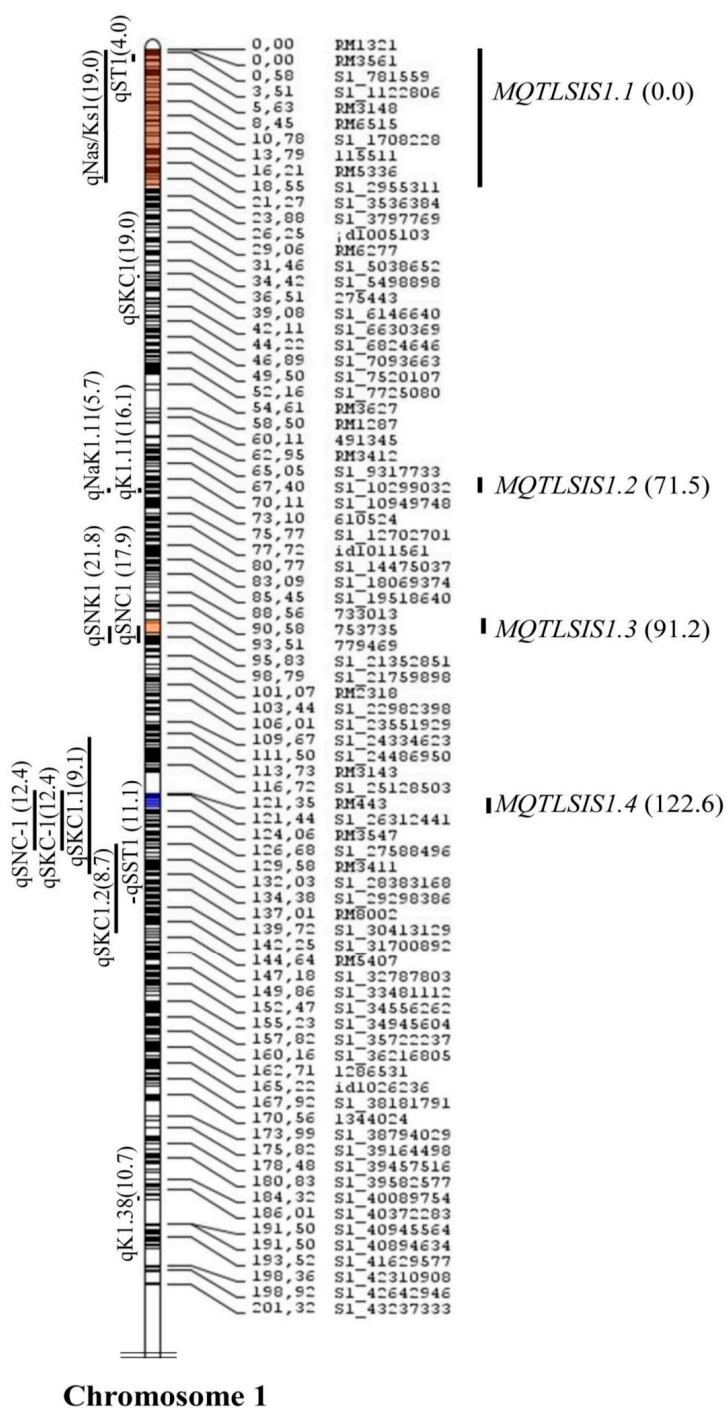 qNas/Ks1(19.0)
qST1(4.0)
qSKC1(19.0)
qNaK1.11(5.7)
qK1.11(16.1)
qSNK1 (21.8)
qSNC1 (17.9)
qSNC-1 (12.4)
qSKC-1(12.4)
qSKC1.1(9.1)
qSKC1.2(8.7)
-qSST1 (11.1)
qK1.38(10.7)
0,00 RM1321
0,00 RM3561
0,58 S1_781559
3,51 S1_1122806
5,63 RM3148
8,45 RM6515
10,78 S1_1708228
13,79 115511
16,21 RM5336
18,55 S1_2955311
21,27 S1_3536384
23,88 S1_3797769
26,25 ;d1005103
29,06 RM6277
31,46 S1_5038652
34,42 S1_5498898
36,51 275443
39,08 S1_6146640
42,11 S1_6630369
44,22 S1_6824646
46,89 S1_7093663
49,50 S1_7520107
52,16 S1_7725080
54,61 RM3627
58,50 RM1287
60,11 491345
62,95 RM3412
65,05 S1_9317733
67,40 S1_10299032
70,11 S1_10949748
73,10 610524
75,77 S1_12702701
77,72 id1011561
80,77 S1_14475037
83,09 S1_18069374
85,45 S1_19518640
88,56 733013
90,58 753735
93,51 779469
95,83 S1_21352851
98,79 S1_21759898
101,07 RM2318
103,44 S1_22982398
106,01 S1_23551929
109,67 S1_24334623
111,50 S1_24486950
113,73 RM3143
116,72 S1_25128503
121,35 RM443
121,44 S1_26312441
124,06 RM3547
126,68 S1_27588496
129,58 RM3411
132,03 S1_28383168
134,38 S1_29298386
137,01 RM8002
139,72 S1_30413129
142,25 S1_31700892
144,64 RM5407
147,18 S1_32787803
149,86 S1_33481112
152,47 S1_34556262
155,23 S1_34945604
157,82 S1_35722237
160,16 S1_36216805
162,71 1286531
165,22 id1026236
167,92 S1_38181791
170,56 1344024
173,99 S1_38794029
175,82 S1_39164498
178,48 S1_39457516
180,83 S1_39582577
184,32 S1_40089754
186,01 S1_40372283
191,50 S1_40945564
191,50 S1_40894634
193,52 S1_41629577
198,36 S1_42310908
198,92 S1_42642946
201,32 S1_43237333
MQTLSIS1.1 (0.0)
MQTLSIS1.2 (71.5)
MQTLSIS1.3 (91.2)
MQTLSIS1.4 (122.6)
Chromosome 1